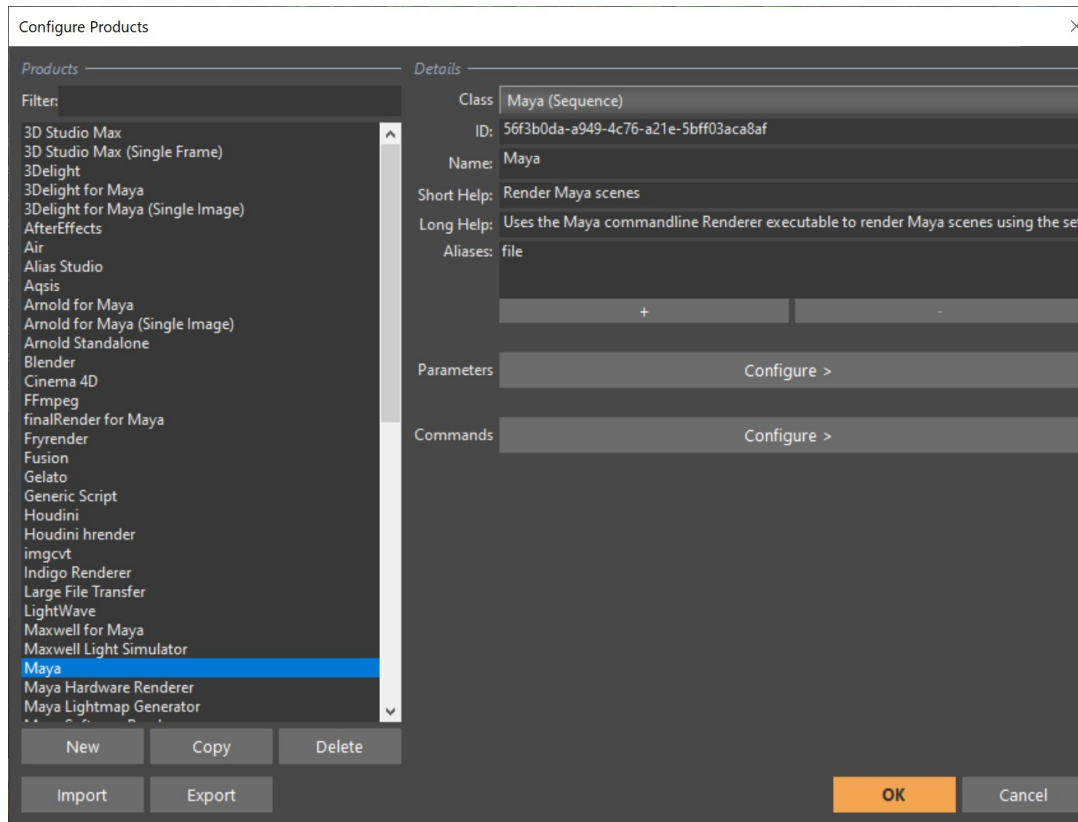 Configure Products
Products
Filter:
3D Studio Max
3D Studio Max (Single Frame)
3Delight
3Delight for Maya
3Delight for Maya (Single Image)
AfterEffects
Air
Alias Studio
Aqsis
Arnold for Maya
Arnold for Maya (Single Image)
Arnold Standalone
Blender
Cinema 4D
FFmpeg
finalRender for Maya
Fryrender
Fusion
Gelato
Generic Script
Houdini
Houdini hrender
imgcvt
Indigo Renderer
Large File Transfer
LightWave
Maxwell for Maya
Maxwell Light Simulator
Maya
Maya Hardware Renderer
Maya Lightmap Generator
New Copy Delete
Import Export
Details
Class Maya (Sequence)
ID: 56f3b0da-a949-4c76-a21e-5bff03aca8af
Name: Maya
Short Help: Render Maya scenes
Long Help: Uses the Maya commandline Renderer executable to render Maya scenes using the
Aliases: file
+ -
Parameters Configure >
Commands Configure >
OK Cancel